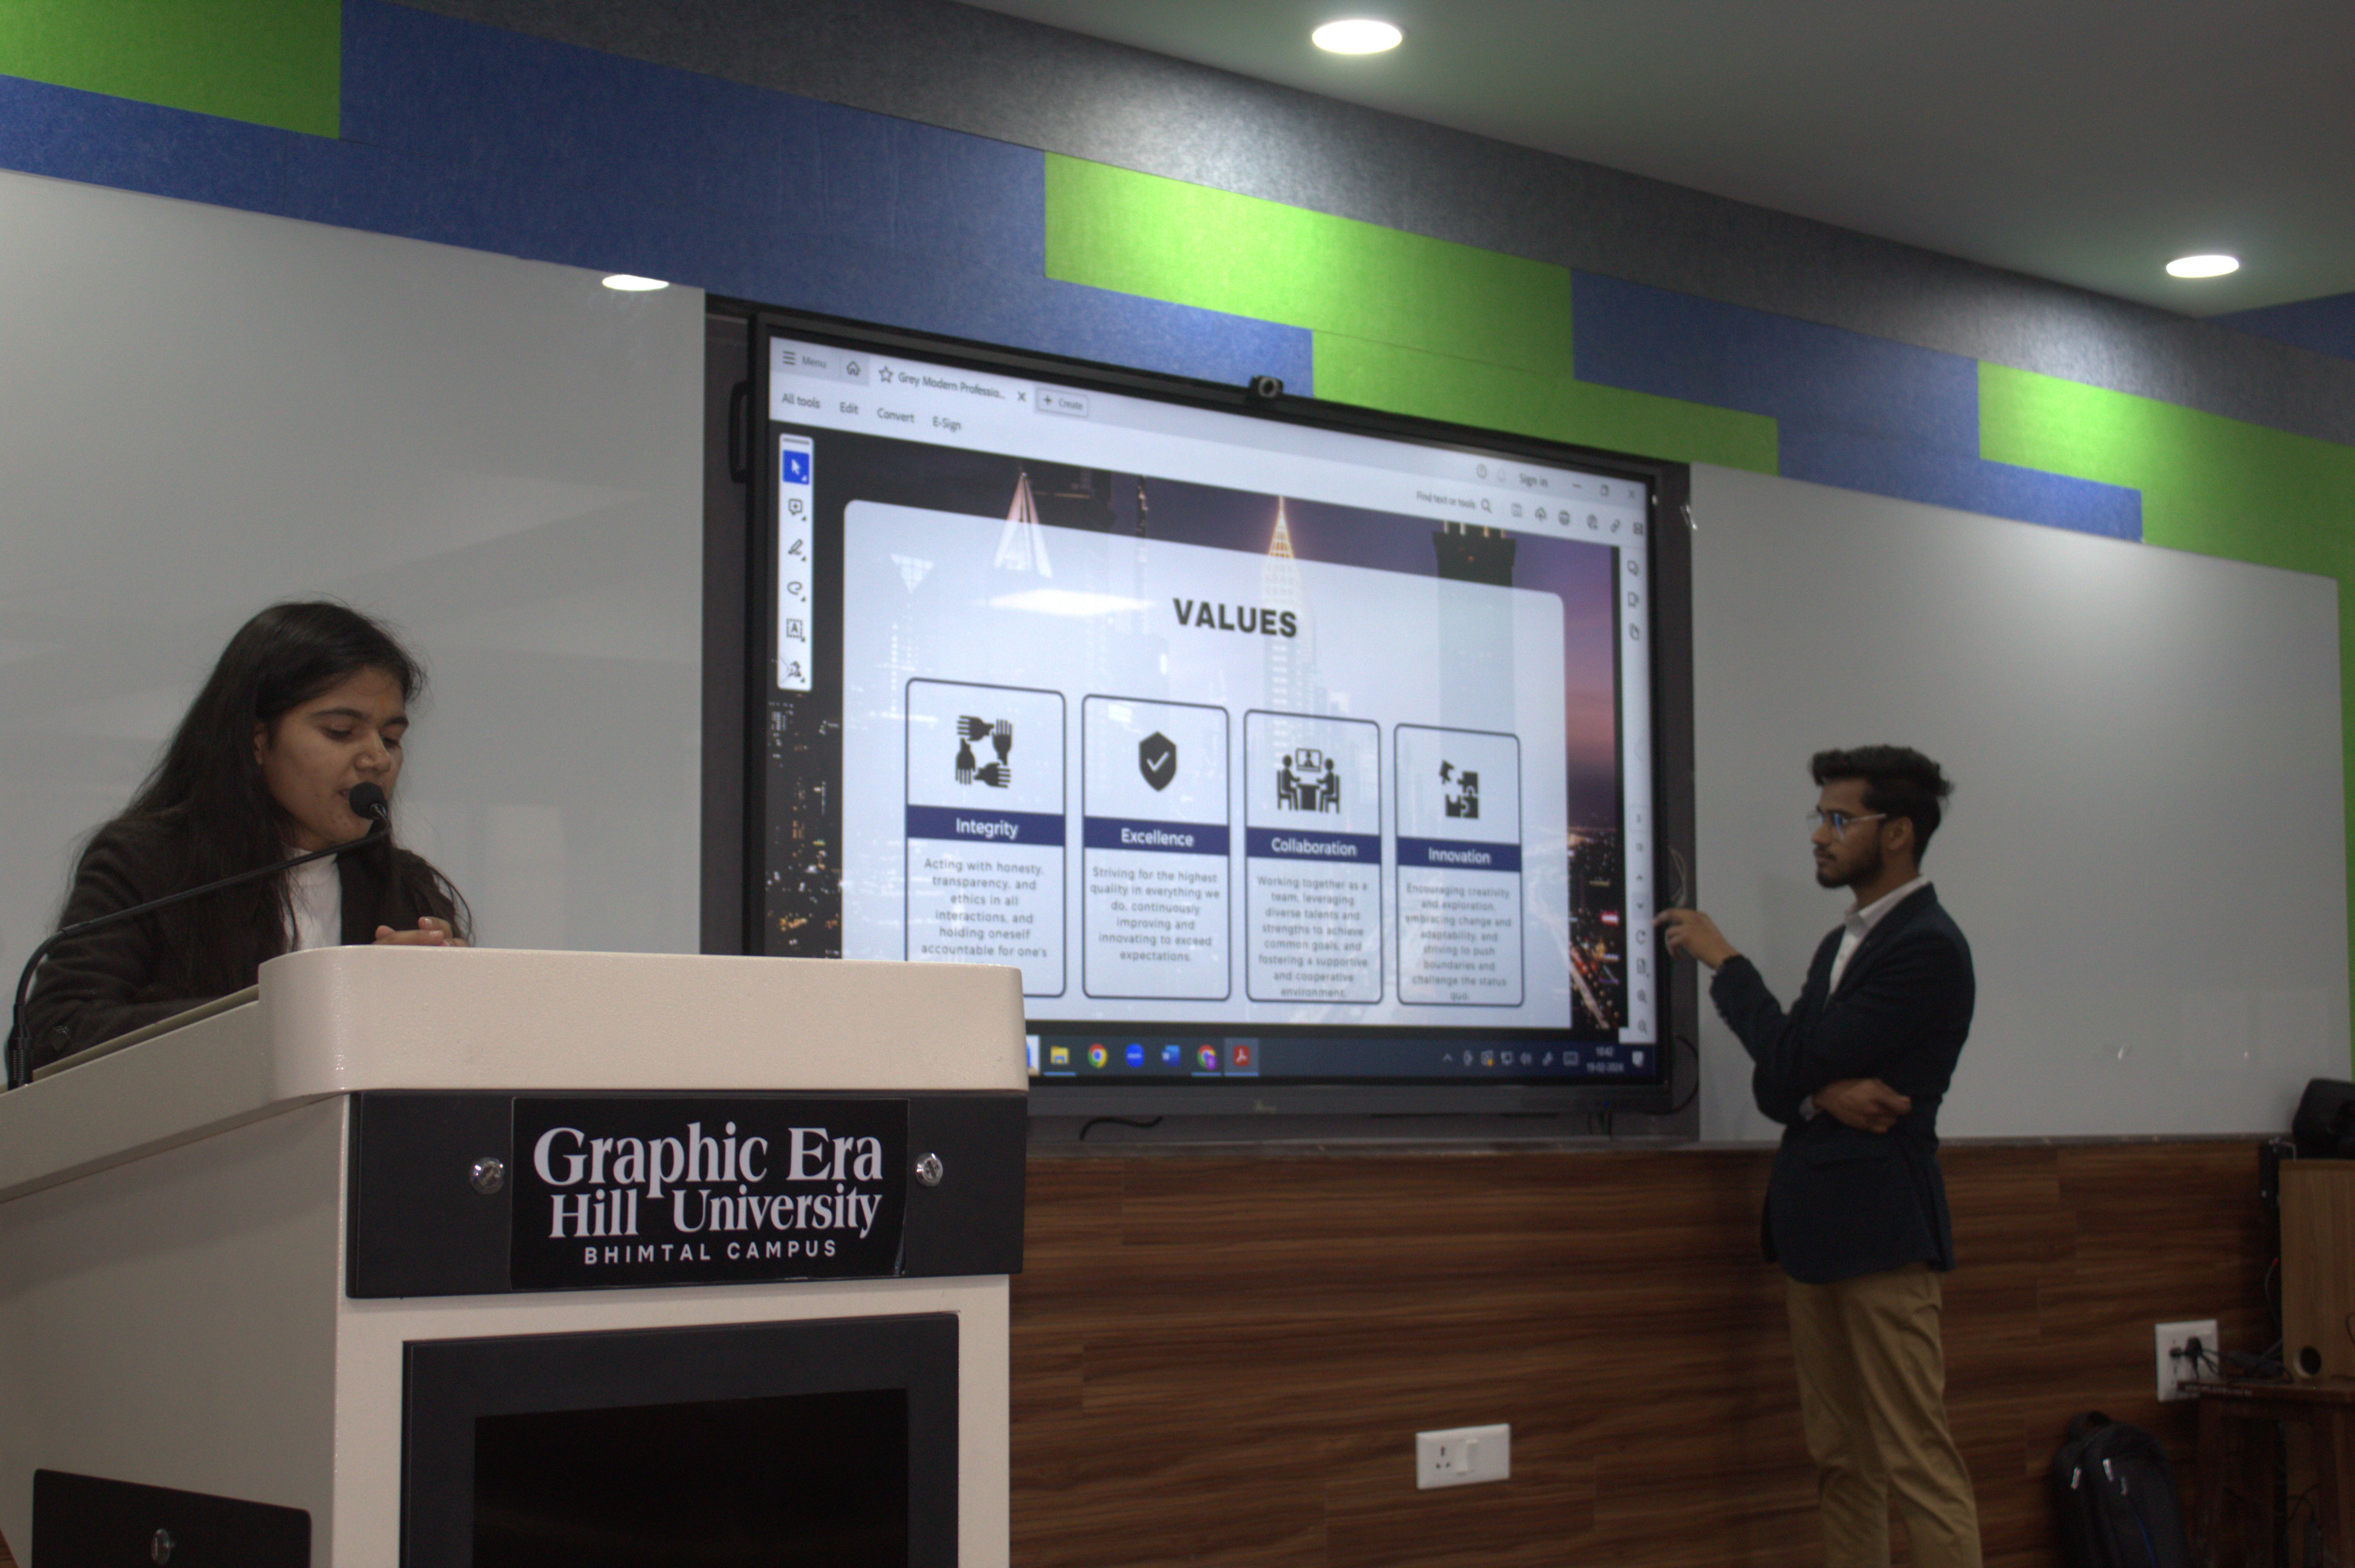 Menu
Grey Modern Professio...
Create
All tools
Edit
Convert
E-Sign
Sign in
Find text or tools
VALUES
Integrity
Acting with honesty,
transparency, and
ethics in all
interactions, and
holding oneself
accountable for one's
Excellence
Striving for the highest
quality in everything we
do, continuously
improving and
innovating to exceed
expectations.
Collaboration
Working together as a
team, leveraging
diverse talents and
strengths to achieve
common goals, and
fostering a supportive
and cooperative
environment.
Innovation
Encouraging creativity
and exploration,
embracing change and
adaptability, and
striving to push
boundaries and
challenge the status
quo.
19-02-2024
Graphic Era
Hill University
BHIMTAL CAMPUS